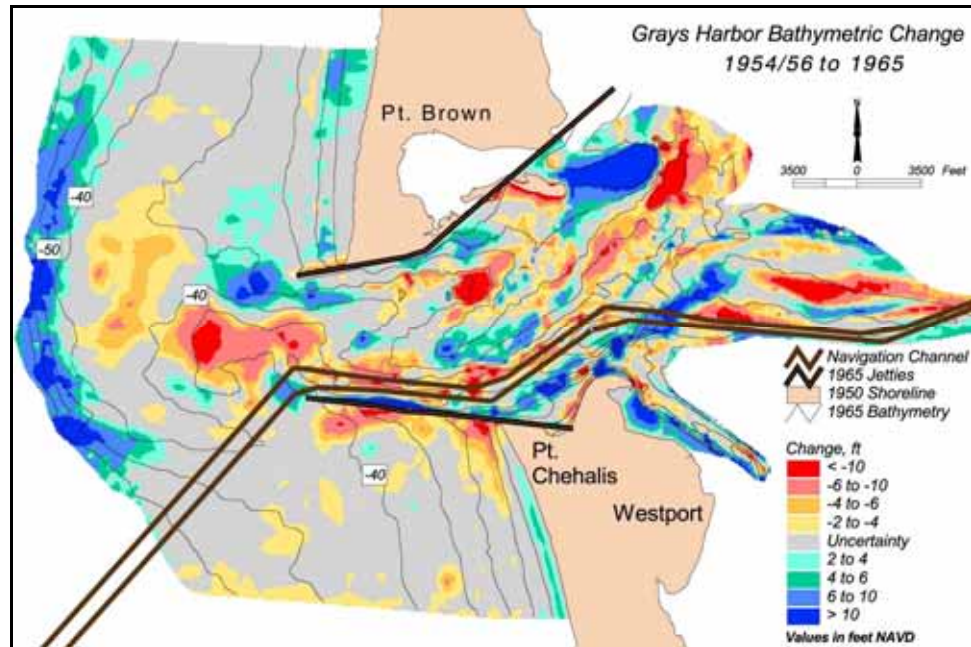 Grays Harbor Bathymetric Change
1954/56 to 1965
Pt. Brown
N
3500 0 3500 Feet
-40
-50
-40
-40
Pt.
Chehalis
Westport
Navigation Channel
1965 Jetties
1950 Shoreline
1965 Bathymetry
Change, ft
< -10
-6 to -10
-4 to -6
-2 to -4
Uncertainty
2 to 4
4 to 6
6 to 10
> 10
Values in feet NAVD